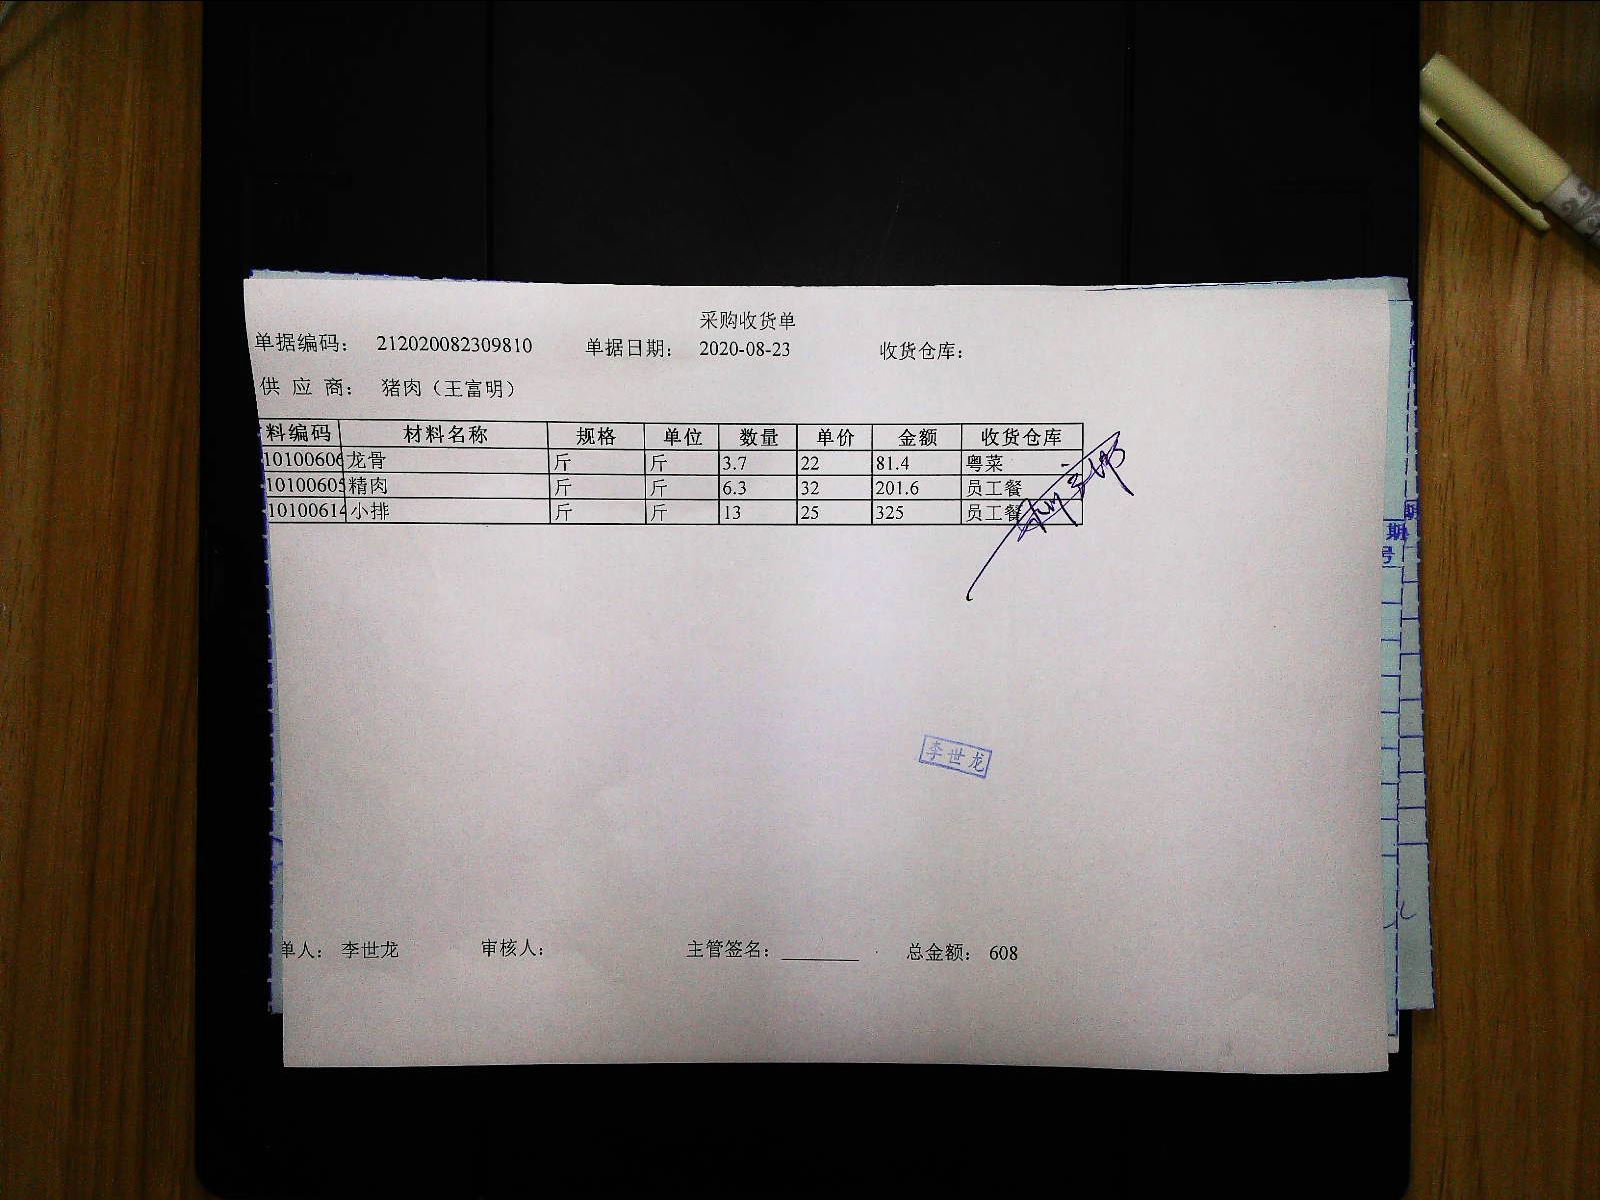 采购收货单
单据编码： 212020082309810 单据日期： 2020-08-23 收货仓库：
供 应 商： 猪肉（王富明）
料编码 材料名称 规格 单位 数量 单价 金额 收货仓库
10100606 龙骨 斤 斤 3.7 22 81.4 粤菜
10100605 精肉 斤 斤 6.3 32 201.6 员工餐
10100614 小排 斤 斤 13 25 325 员工餐
期
期
号
李世龙
单人： 李世龙 审核人： 主管签名： 总金额： 608